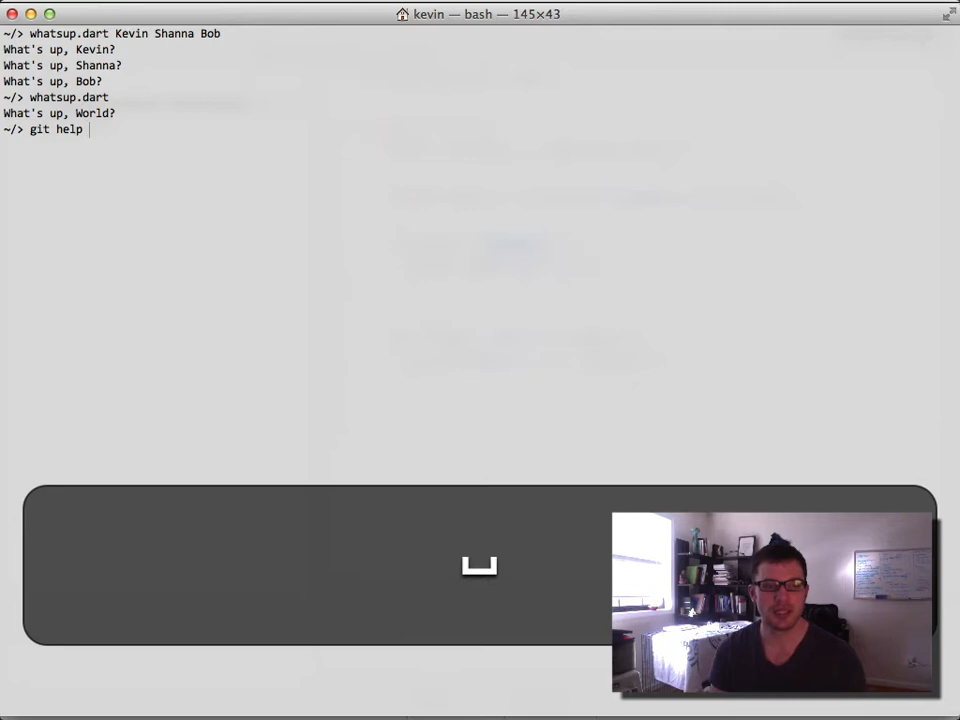 kevin — bash — 145×43
~/> whatsup.dart Kevin Shanna Bob
What's up, Kevin?
What's up, Shanna?
What's up, Bob?
~/> whatsup.dart
What's up, World?
~/> git help